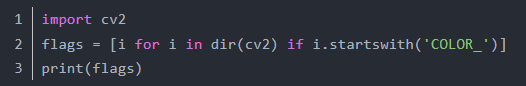 1 import cv2
2 flags = [i for i in dir(cv2) if i.startswith('COLOR_')]
3 print(flags)